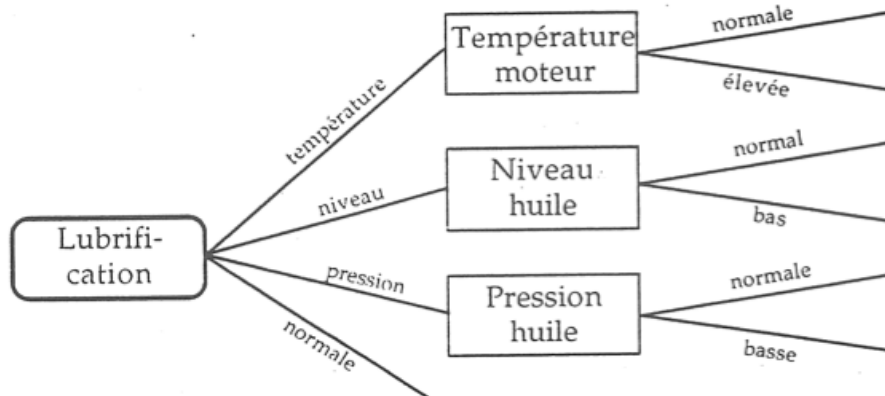 normale
Température
moteur
élevée
température
normal
Niveau
huile
niveau
bas
Lubrifi-
cation
pression
normale
Pression
huile
normale
basse